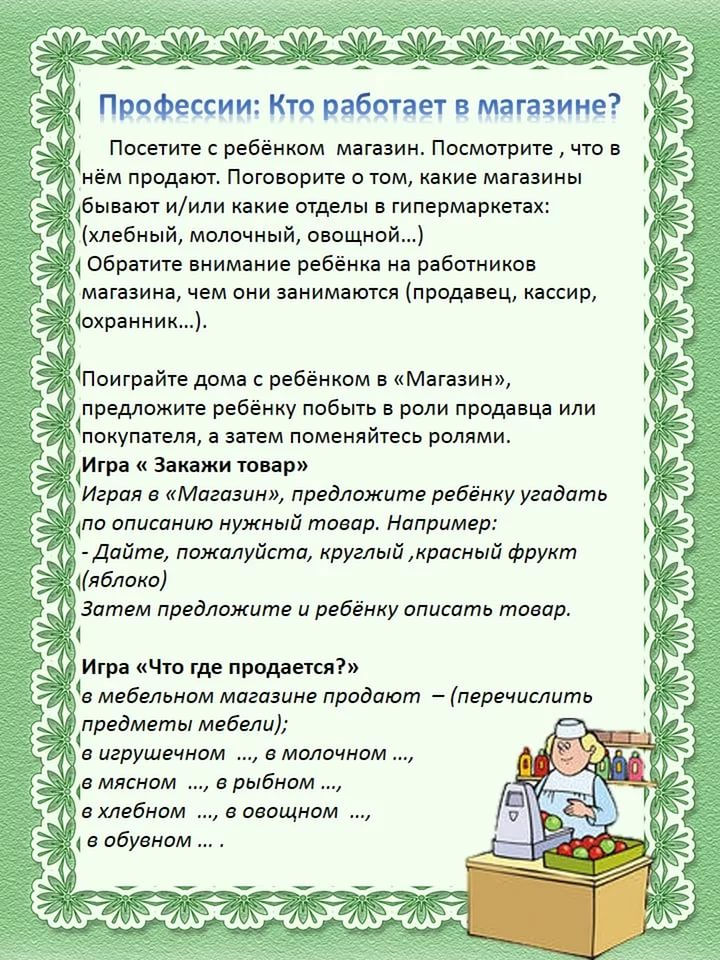 Профессии: Кто работает в магазине?
Посетите с ребёнком  магазин. Посмотрите , что в
нём продают. Поговорите о том, какие магазины
бывают и/или какие отделы в гипермаркетах:
(хлебный, молочный, овощной…)
Обратите внимание ребёнка на работников
магазина, чем они занимаются (продавец, кассир,
охранник…).
Поиграйте дома с ребёнком в «Магазин»,
предложите ребёнку побыть в роли продавца или
покупателя, а затем поменяйтесь ролями.
Игра « Закажи товар»
Играя в «Магазин», предложите ребёнку угадать
по описанию нужный товар. Например:
- Дайте, пожалуйста, круглый ,красный фрукт
(яблоко)
Затем предложите и ребёнку описать товар.
Игра «Что где продается?»
в мебельном магазине продают  – (перечислить
предметы мебели);
в игрушечном  …, в молочном …,
в мясном  …, в рыбном …,
в хлебном  …, в овощном  …,
в обувном … .